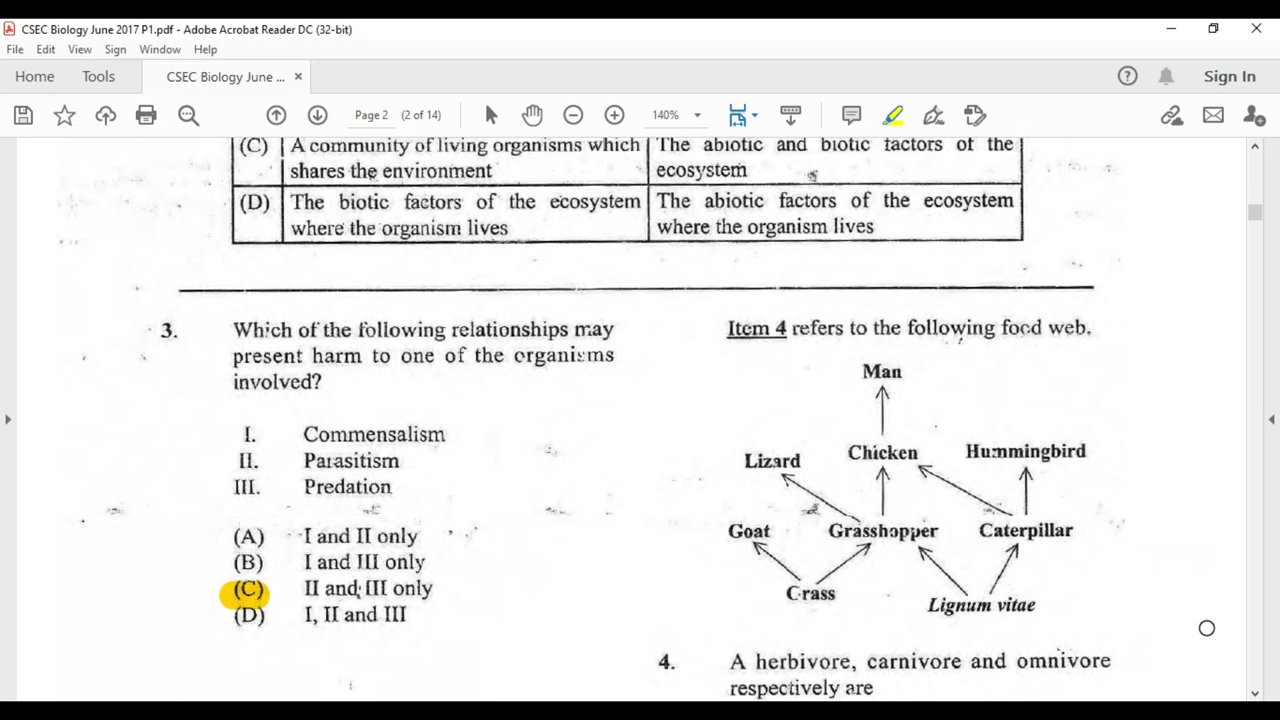 CSEC Biology June 2017 P1.pdf - Adobe Acrobat Reader DC (32-bit)
File Edit View Sign Window Help
Home Tools CSEC Biology June ... × Sign In
Page 2 (2 of 14) 140%
(C) A community of living organisms which The abiotic and biotic factors of the
shares the environment ecosystem
(D) The biotic factors of the ecosystem The abiotic factors of the ecosystem
where the organism lives where the organism lives
3. Which of the following relationships may
present harm to one of the organisms
involved?
I. Commensalism
II. Parasitism
III. Predation
(A) I and II only
(B) I and III only
(C) II and III only
(D) I, II and III
Item 4 refers to the following food web.
Man
Lizard Chicken Hummingbird
Goat Grasshopper Caterpillar
Grass Lignum vitae
4. A herbivore, carnivore and omnivore
respectively are